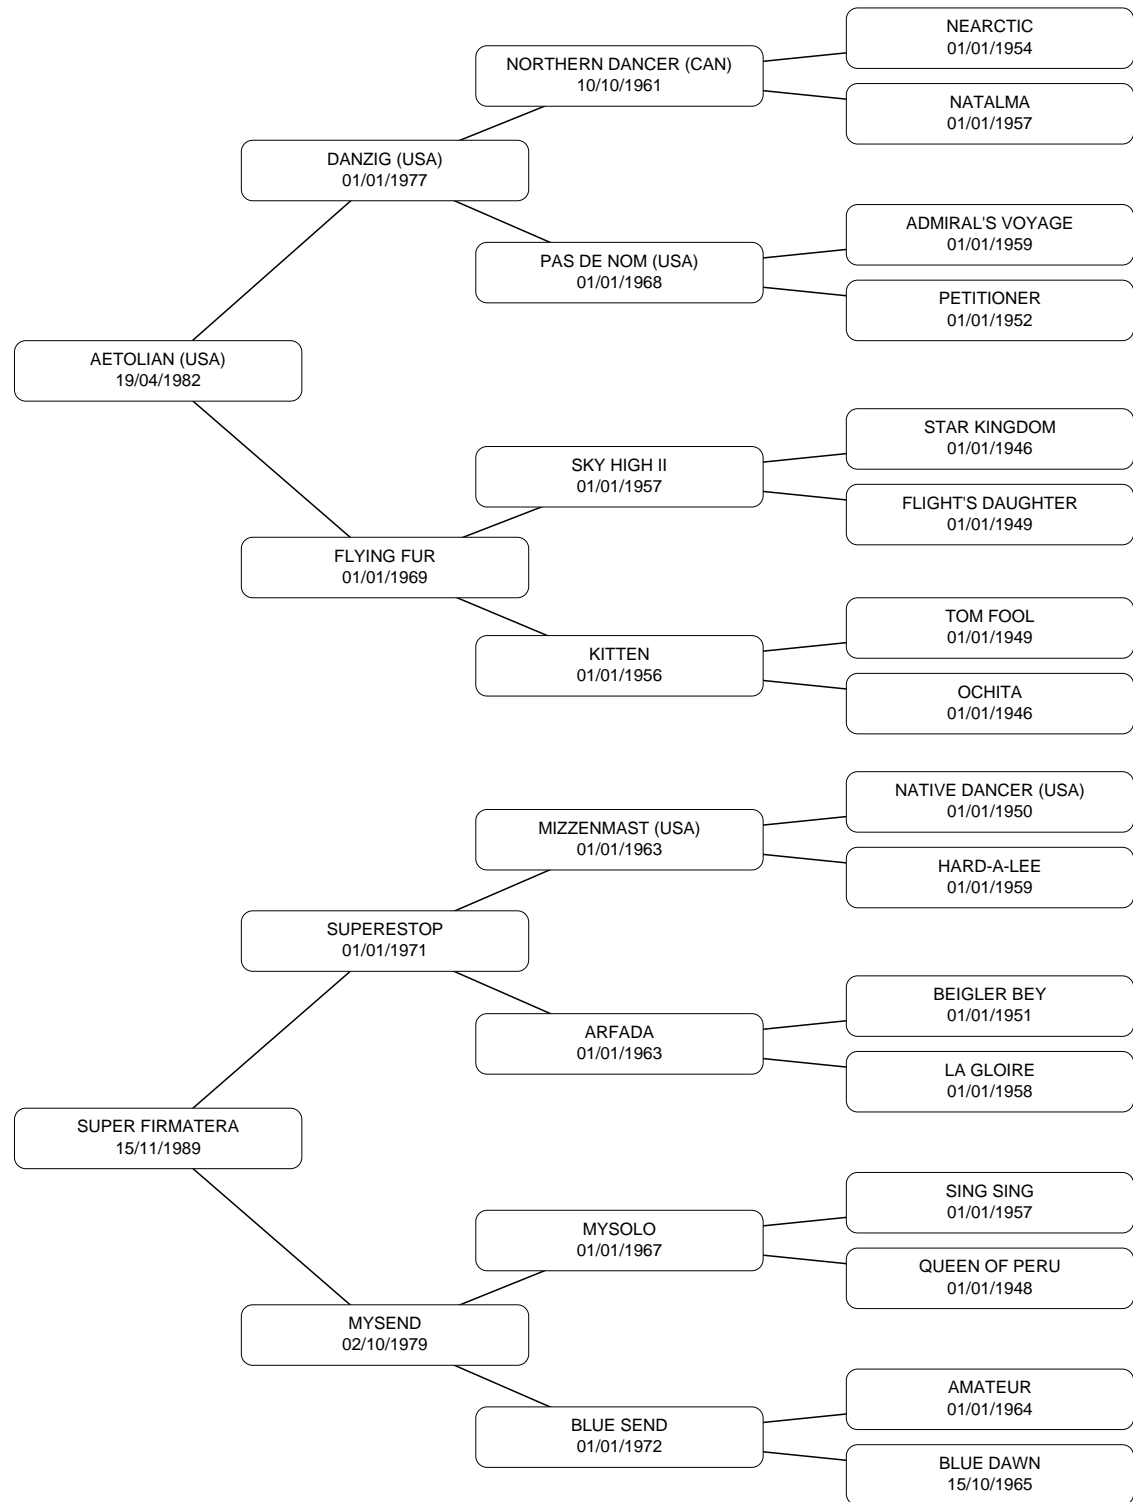 NEARCTIC
01/01/1954
NORTHERN DANCER (CAN)
10/10/1961
NATALMA
01/01/1957
DANZIG (USA)
01/01/1977
ADMIRAL'S VOYAGE
01/01/1959
PAS DE NOM (USA)
01/01/1968
PETITIONER
01/01/1952
AETOLIAN (USA)
19/04/1982
STAR KINGDOM
01/01/1946
SKY HIGH II
01/01/1957
FLIGHT'S DAUGHTER
01/01/1949
FLYING FUR
01/01/1969
TOM FOOL
01/01/1949
KITTEN
01/01/1956
OCHITA
01/01/1946
NATIVE DANCER (USA)
01/01/1950
MIZZENMAST (USA)
01/01/1963
HARD-A-LEE
01/01/1959
SUPERESTOP
01/01/1971
BEIGLER BEY
01/01/1951
ARFADA
01/01/1963
LA GLOIRE
01/01/1958
SUPER FIRMATERA
15/11/1989
SING SING
01/01/1957
MYSOLO
01/01/1967
QUEEN OF PERU
01/01/1948
MYSEND
02/10/1979
AMATEUR
01/01/1964
BLUE SEND
01/01/1972
BLUE DAWN
15/10/1965